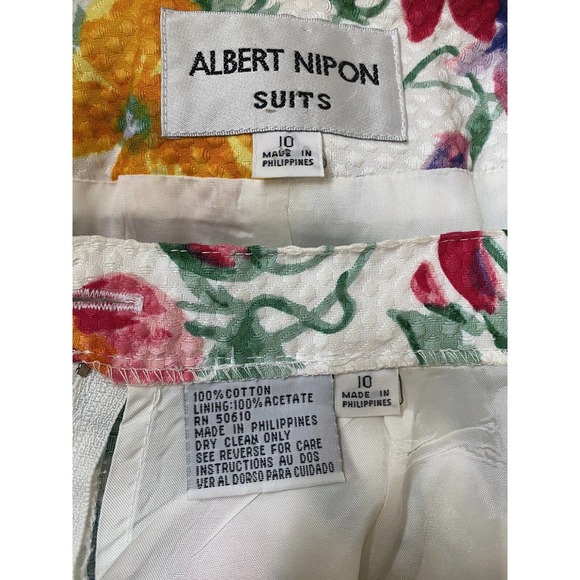 ALBERT NIPON
SUITS
10
MADE IN
PHILIPPINES
100% COTTON
LINING:100% ACETATE
RN 50610
MADE IN PHILIPPINES
DRY CLEAN ONLY
SEE REVERSE FOR CARE
INSTRUCTIONS AU DOS
VER AL DORSO PARA CUIDADO
10
MADE IN
PHILIPPINES